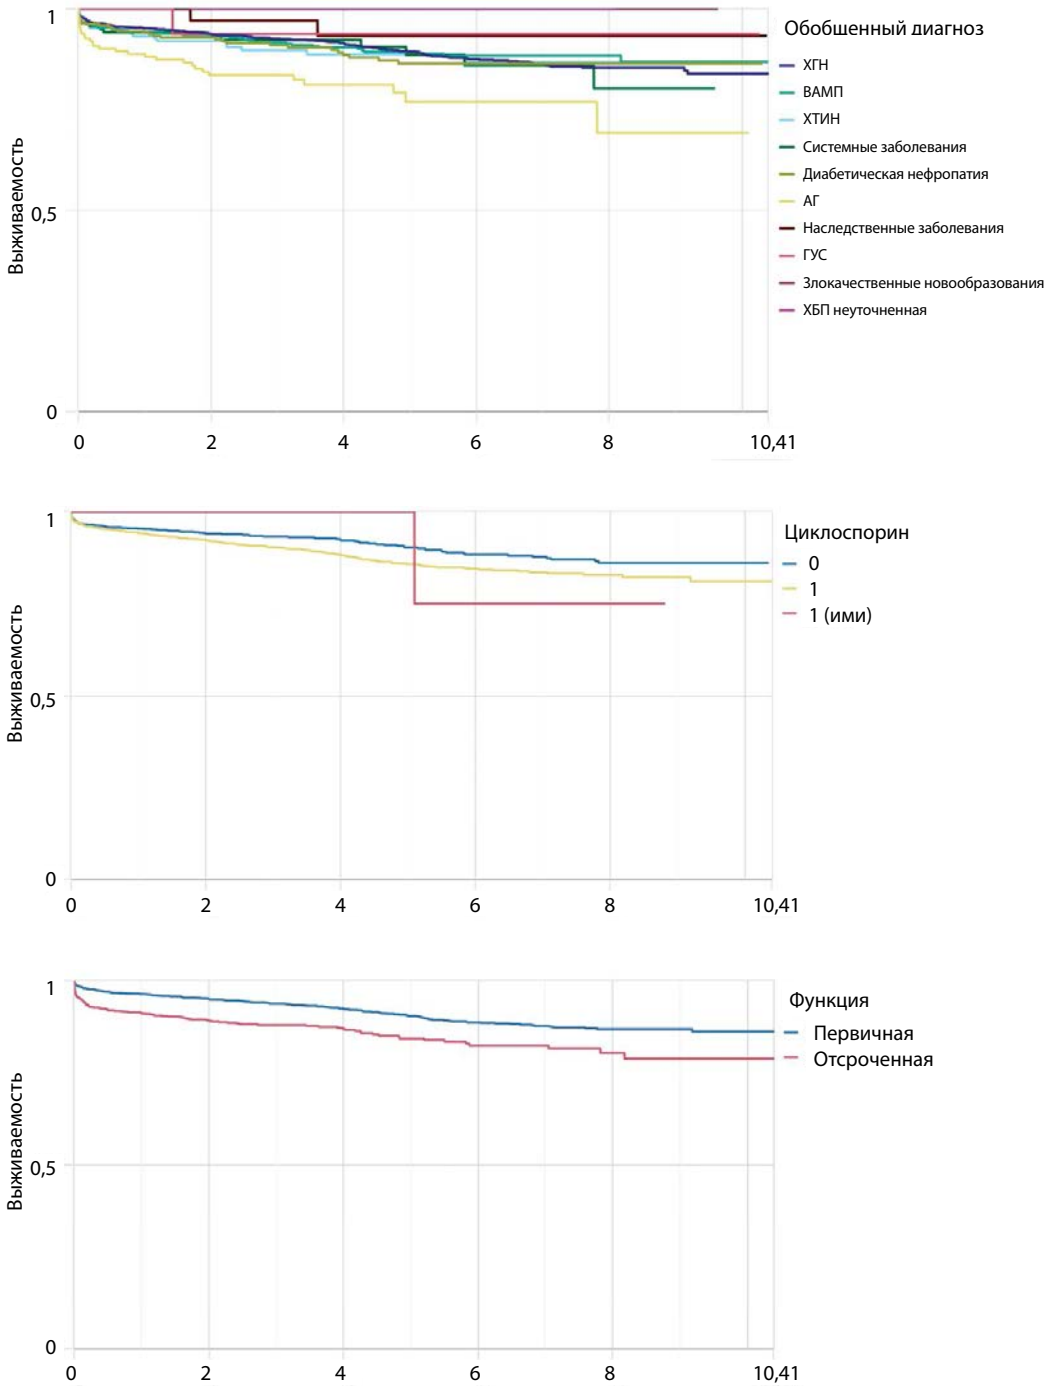 Обобщенный диагноз
ХГН
ВАМП
ХТИН
Системные заболевания
Диабетическая нефропатия
АГ
Наследственные заболевания
ГУС
Злокачественные новообразования
ХБП неуточненная
Выживаемость
1
0,5
0
0 2 4 6 8 10,41
Циклоспорин
0
1
1 (ими)
Выживаемость
1
0,5
0
0 2 4 6 8 10,41
Функция
Первичная
Отсроченная
Выживаемость
1
0,5
0
0 2 4 6 8 10,41